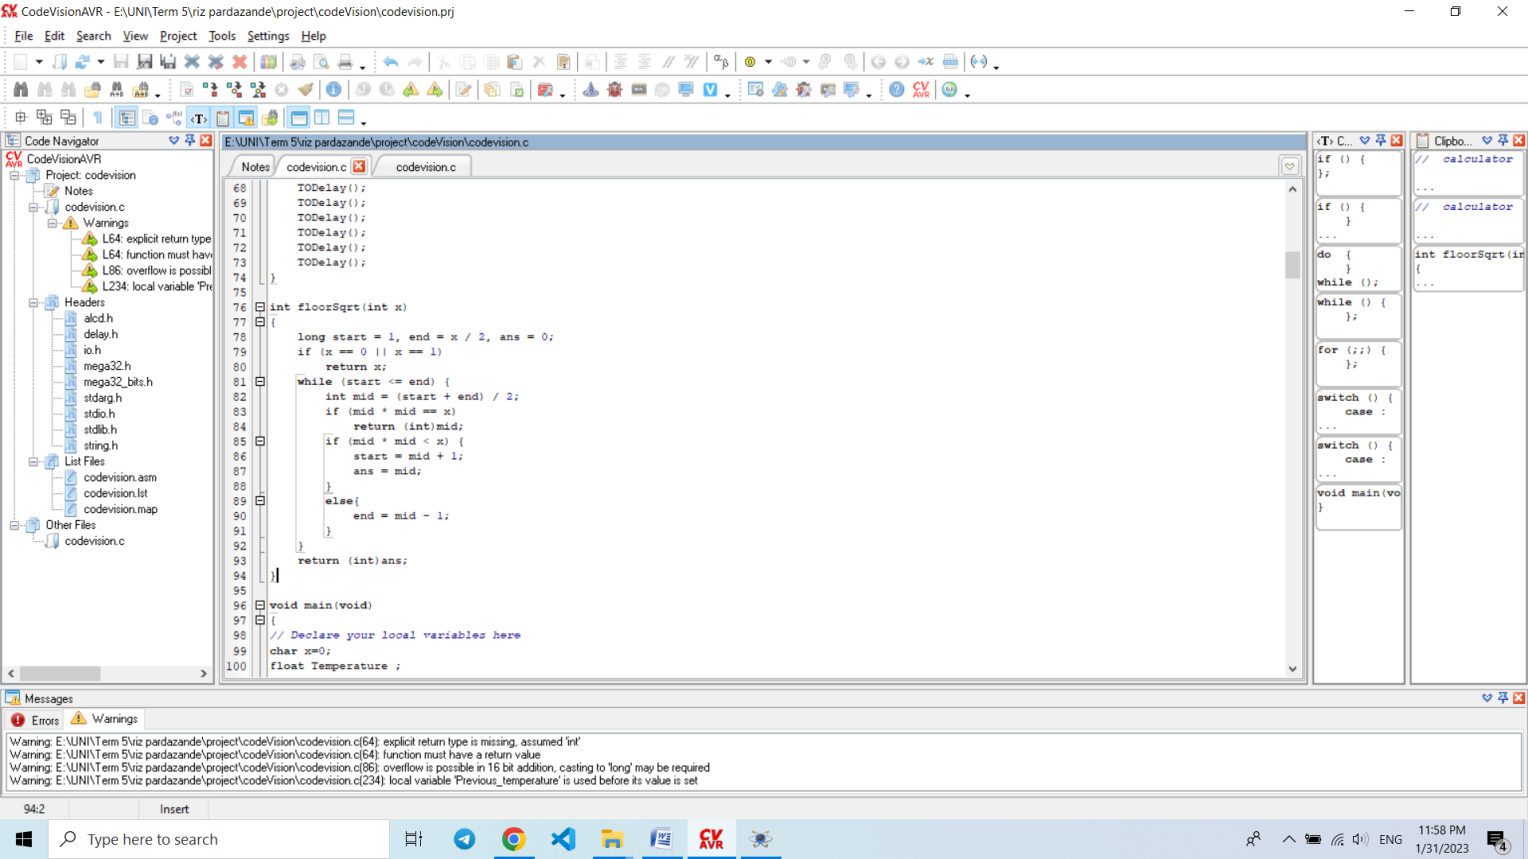 CodeVisionAVR - E:\UNI\Term 5\riz pardazande\project\codeVision\codevision.prj
File Edit Search View Project Tools Settings Help
Code Navigator
CodeVisionAVR
Project: codevision
Notes
codevision.c
Warnings
L64: explicit return type
L64: function must hav
L86: overflow is possibl
L234: local variable 'Pre
Headers
alcd.h
delay.h
io.h
mega32.h
mega32_bits.h
stdarg.h
stdio.h
stdlib.h
string.h
List Files
codevision.asm
codevision.lst
codevision.map
Other Files
codevision.c
E:\UNI\Term 5\riz pardazande\project\codeVision\codevision.c
Notes codevision.c codevision.c
68 TODelay();
69 TODelay();
70 TODelay();
71 TODelay();
72 TODelay();
73 TODelay();
74 }
75
76 int floorSqrt(int x)
77 {
78 long start = 1, end = x / 2, ans = 0;
79 if (x == 0 || x == 1)
80 return x;
81 while (start <= end) {
82 int mid = (start + end) / 2;
83 if (mid * mid == x)
84 return (int)mid;
85 if (mid * mid < x) {
86 start = mid + 1;
87 ans = mid;
88 }
89 else{
90 end = mid - 1;
91 }
92 }
93 return (int)ans;
94 }
95
96 void main(void)
97 {
98 // Declare your local variables here
99 char x=0;
100 float Temperature ;
<T> C...
if () {
};
if () {
}
...
do {
}
while ();
while () {
};
for (;;) {
};
switch () {
case :
...
switch () {
case :
...
void main(vo
}
Clipbo...
// calculator
...
// calculator
...
int floorSqrt(in
{
...
Messages
Errors Warnings
Warning: E:\UNI\Term 5\riz pardazande\project\codeVision\codevision.c(64): explicit return type is missing, assumed 'int'
Warning: E:\UNI\Term 5\riz pardazande\project\codeVision\codevision.c(64): function must have a return value
Warning: E:\UNI\Term 5\riz pardazande\project\codeVision\codevision.c(86): overflow is possible in 16 bit addition, casting to 'long' may be required
Warning: E:\UNI\Term 5\riz pardazande\project\codeVision\codevision.c(234): local variable 'Previous_temperature' is used before its value is set
94:2 Insert
Type here to search
ENG
11:58 PM
1/31/2023
4